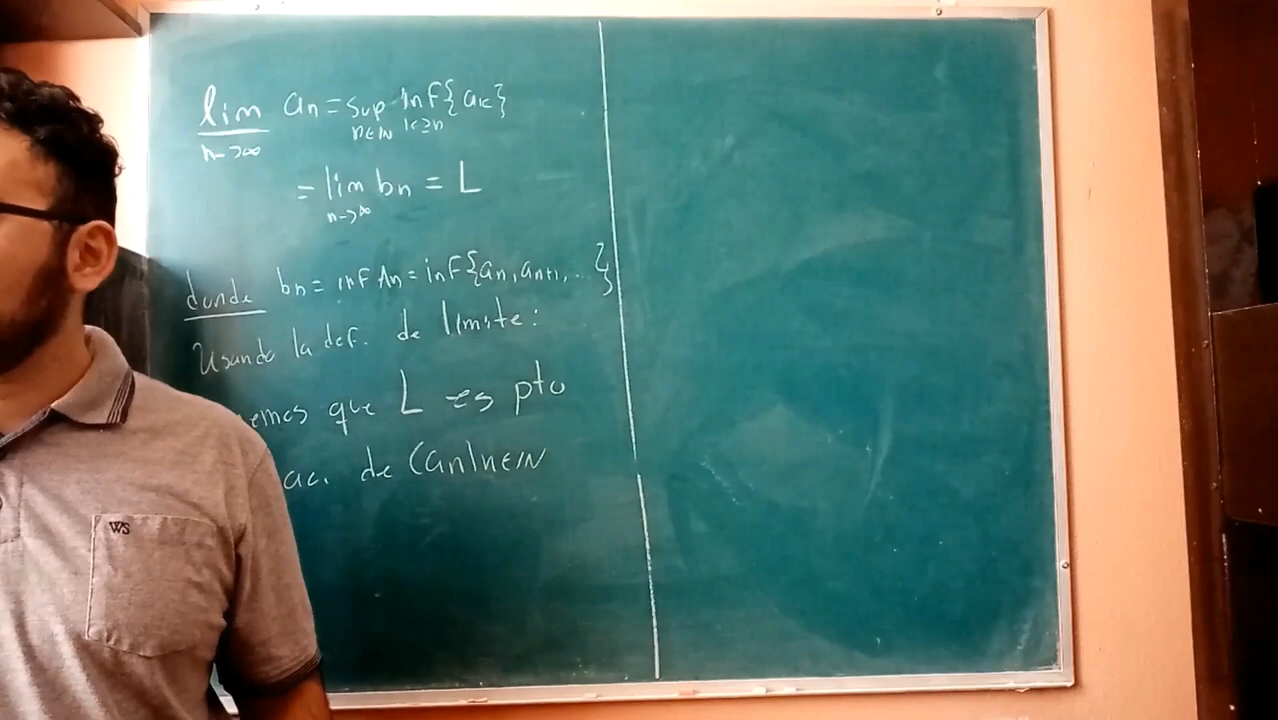 lim an = sup inf{ak}
n→∞ n∈ℕ k≥n
= lim bn = L
n→∞
donde bn = inf An = inf{an, an+1, ...}
Usando la def. de límite:
que L es pto
ac. de (an)n∈ℕ
WS